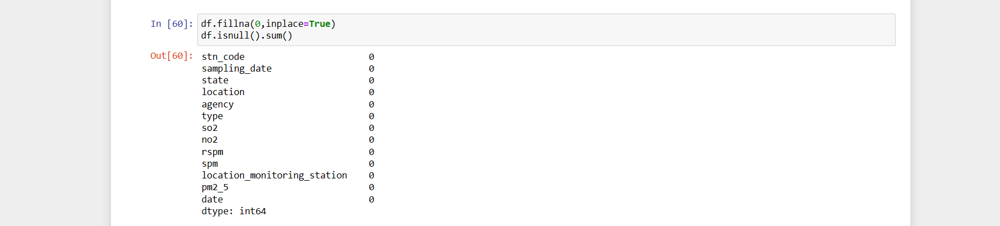 In [60]: df.fillna(0,inplace=True)
df.isnull().sum()
Out[60]: stn_code 0
sampling_date 0
state 0
location 0
agency 0
type 0
so2 0
no2 0
rspm 0
spm 0
location_monitoring_station 0
pm2_5 0
date 0
dtype: int64